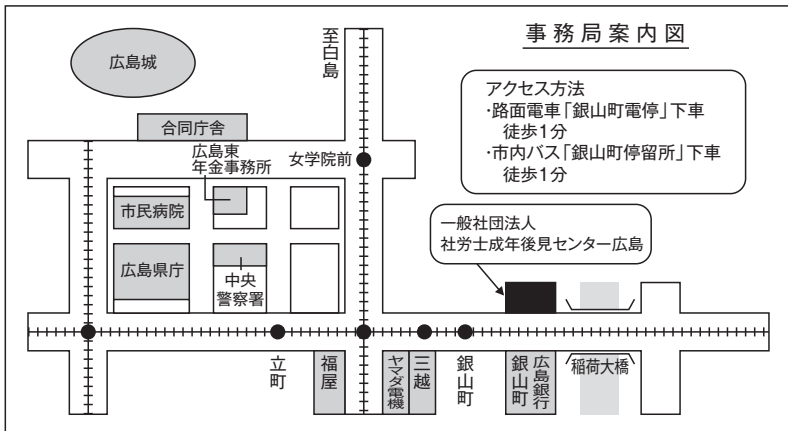 事務局案内図
至白島
広島城
アクセス方法
・路面電車「銀山町電停」下車
徒歩1分
・市内バス「銀山町停留所」下車
徒歩1分
合同庁舎
広島東
年金事務所
女学院前
市民病院
一般社団法人
社労士成年後見センター広島
広島県庁
中央
警察署
立町
福屋
ヤマダ電機
三越
銀山町
広島銀行
銀山町
稲荷大橋